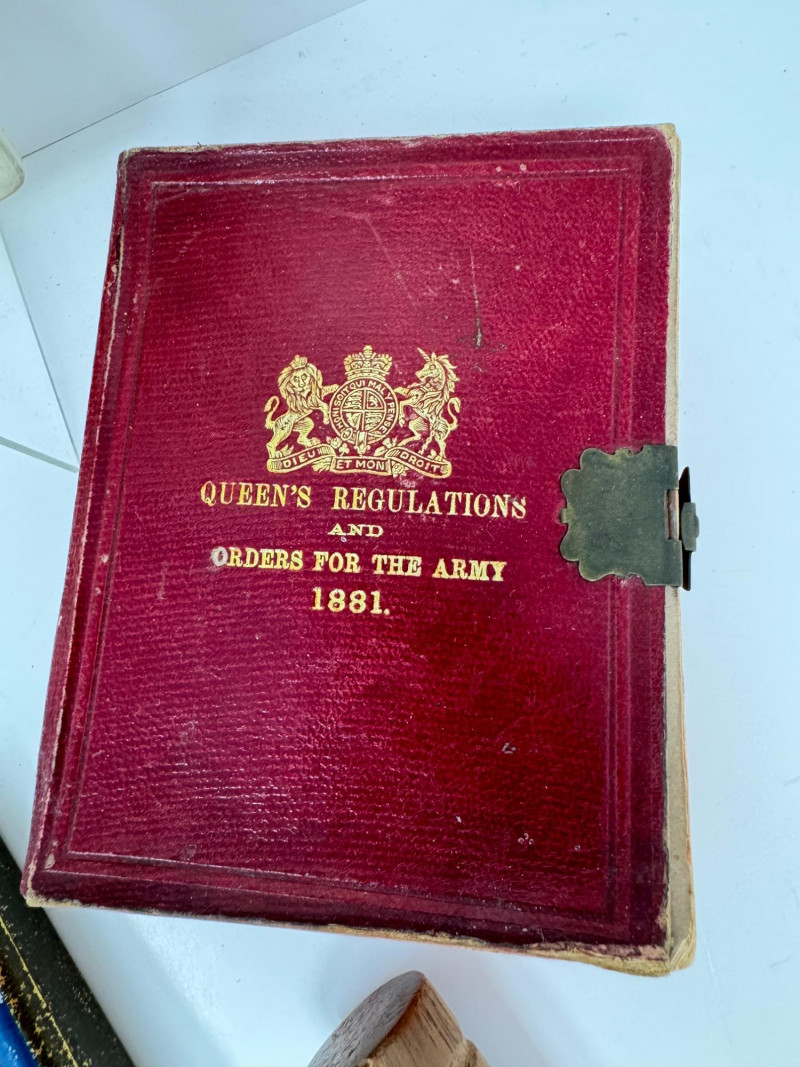 HONI SOIT QUI MAL Y PENSE
DIEU ET MON DROIT
QUEEN'S REGULATIONS
AND
ORDERS FOR THE ARMY
1881.